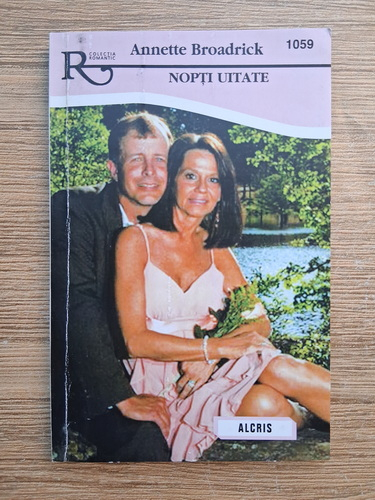 R
COLECȚIA
ROMANTIC
Annette Broadrick
1059
NOPȚI UITATE
ALCRIS